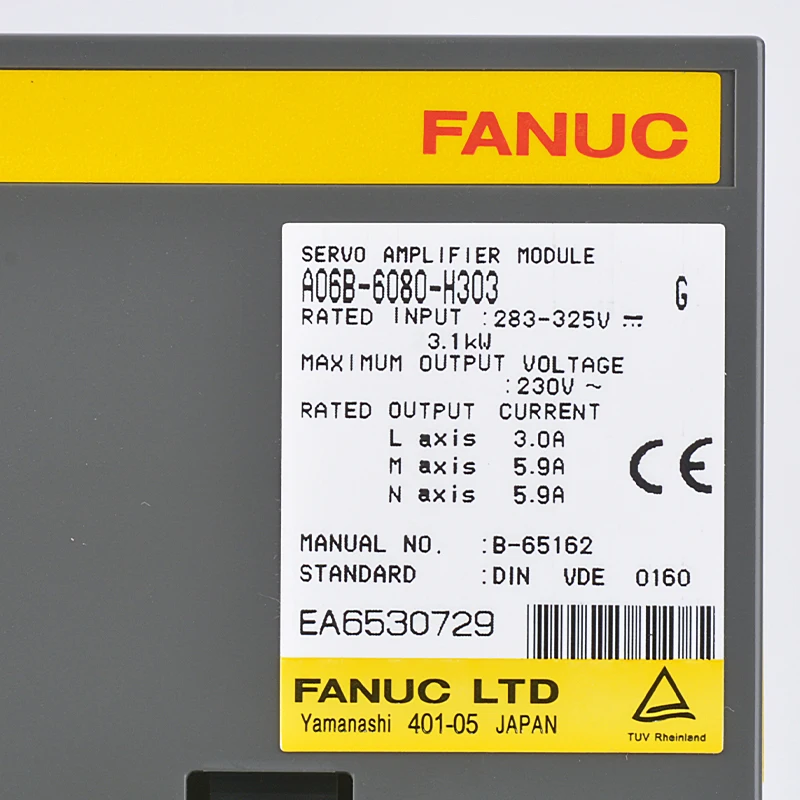 FANUC
SERVO AMPLIFIER MODULE
A06B-6080-H303 G
RATED INPUT :283-325V ⎓
3.1kW
MAXIMUM OUTPUT VOLTAGE
:230V ~
RATED OUTPUT CURRENT
L axis 3.0A
M axis 5.9A
N axis 5.9A
CE
MANUAL NO. :B-65162
STANDARD :DIN VDE 0160
EA6530729
FANUC LTD
Yamanashi 401-05 JAPAN
TUV Rheinland